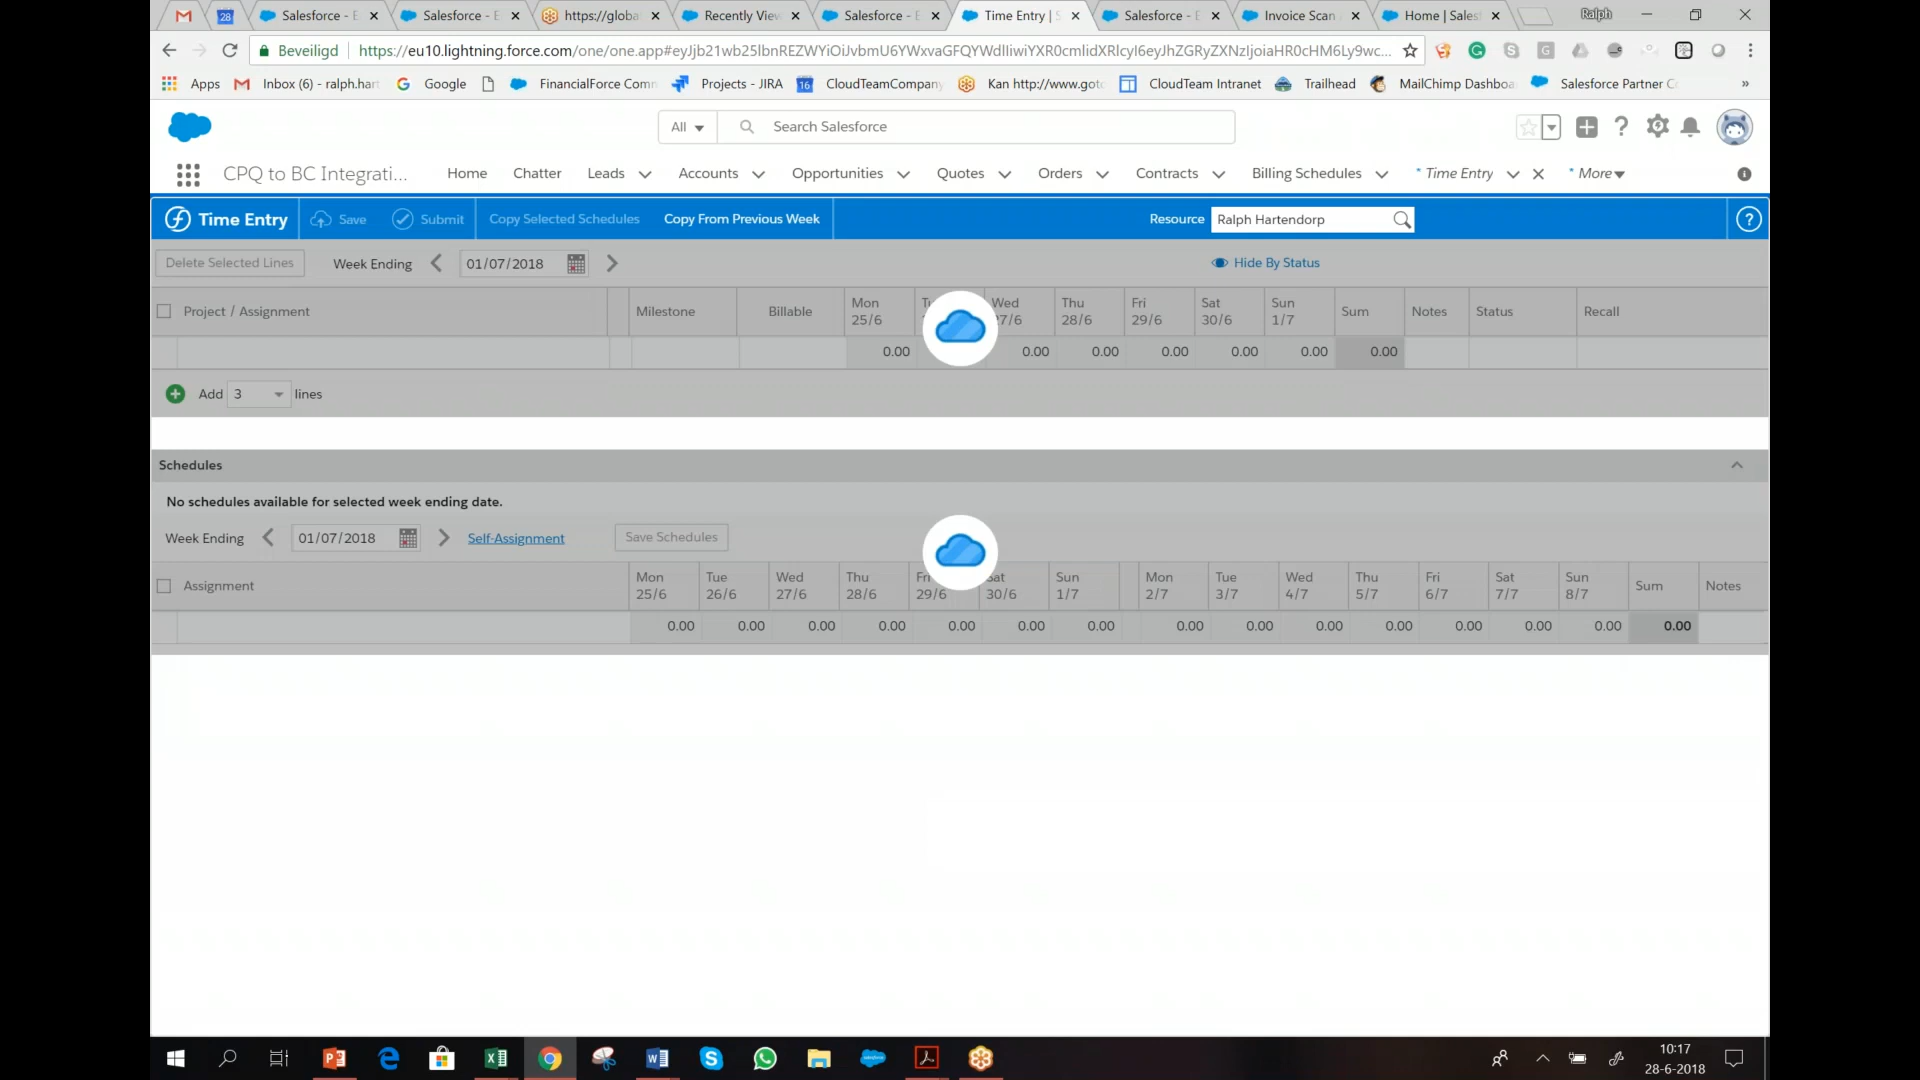 28 Salesforce - E Salesforce - E https://globa Recently View Salesforce - E Time Entry | S Salesforce - E Invoice Scan Home | Sales Ralph
Beveiligd https://eu10.lightning.force.com/one/one.app#
Apps Inbox (6) - ralph.hart Google FinancialForce Comm Projects - JIRA 16 CloudTeamCompany Kan http://www.goto CloudTeam Intranet Trailhead MailChimp Dashboa Salesforce Partner C »
All Search Salesforce
CPQ to BC Integrati... Home Chatter Leads Accounts Opportunities Quotes Orders Contracts Billing Schedules * Time Entry * More
Time Entry Save Submit Copy Selected Schedules Copy From Previous Week Resource Ralph Hartendorp ?
Delete Selected Lines Week Ending 01/07/2018 Hide By Status
Project / Assignment Milestone Billable Mon 25/6 Wed 27/6 Thu 28/6 Fri 29/6 Sat 30/6 Sun 1/7 Sum Notes Status Recall
0.00 0.00 0.00 0.00 0.00 0.00 0.00
Add 3 lines
Schedules
No schedules available for selected week ending date.
Week Ending 01/07/2018 Self-Assignment Save Schedules
Assignment Mon 25/6 Tue 26/6 Wed 27/6 Thu 28/6 Fri 29/6 Sat 30/6 Sun 1/7 Mon 2/7 Tue 3/7 Wed 4/7 Thu 5/7 Fri 6/7 Sat 7/7 Sun 8/7 Sum Notes
0.00 0.00 0.00 0.00 0.00 0.00 0.00 0.00 0.00 0.00 0.00 0.00 0.00 0.00 0.00
10:17
28-6-2018